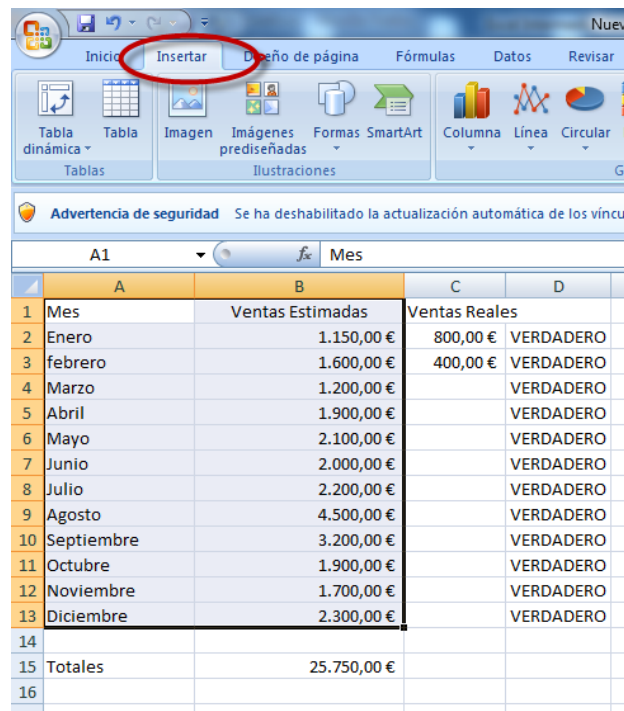 Nuev
Inicio Insertar Diseño de página Fórmulas Datos Revisar
Tabla dinámica Tabla Imagen Imágenes prediseñadas Formas SmartArt Columna Línea Circular
Tablas Ilustraciones G
Advertencia de seguridad Se ha deshabilitado la actualización automática de los víncu
A1 fx Mes
A B C D
1 Mes Ventas Estimadas Ventas Reales
2 Enero 1.150,00 € 800,00 € VERDADERO
3 febrero 1.600,00 € 400,00 € VERDADERO
4 Marzo 1.200,00 € VERDADERO
5 Abril 1.900,00 € VERDADERO
6 Mayo 2.100,00 € VERDADERO
7 Junio 2.000,00 € VERDADERO
8 Julio 2.200,00 € VERDADERO
9 Agosto 4.500,00 € VERDADERO
10 Septiembre 3.200,00 € VERDADERO
11 Octubre 1.900,00 € VERDADERO
12 Noviembre 1.700,00 € VERDADERO
13 Diciembre 2.300,00 € VERDADERO
14
15 Totales 25.750,00 €
16